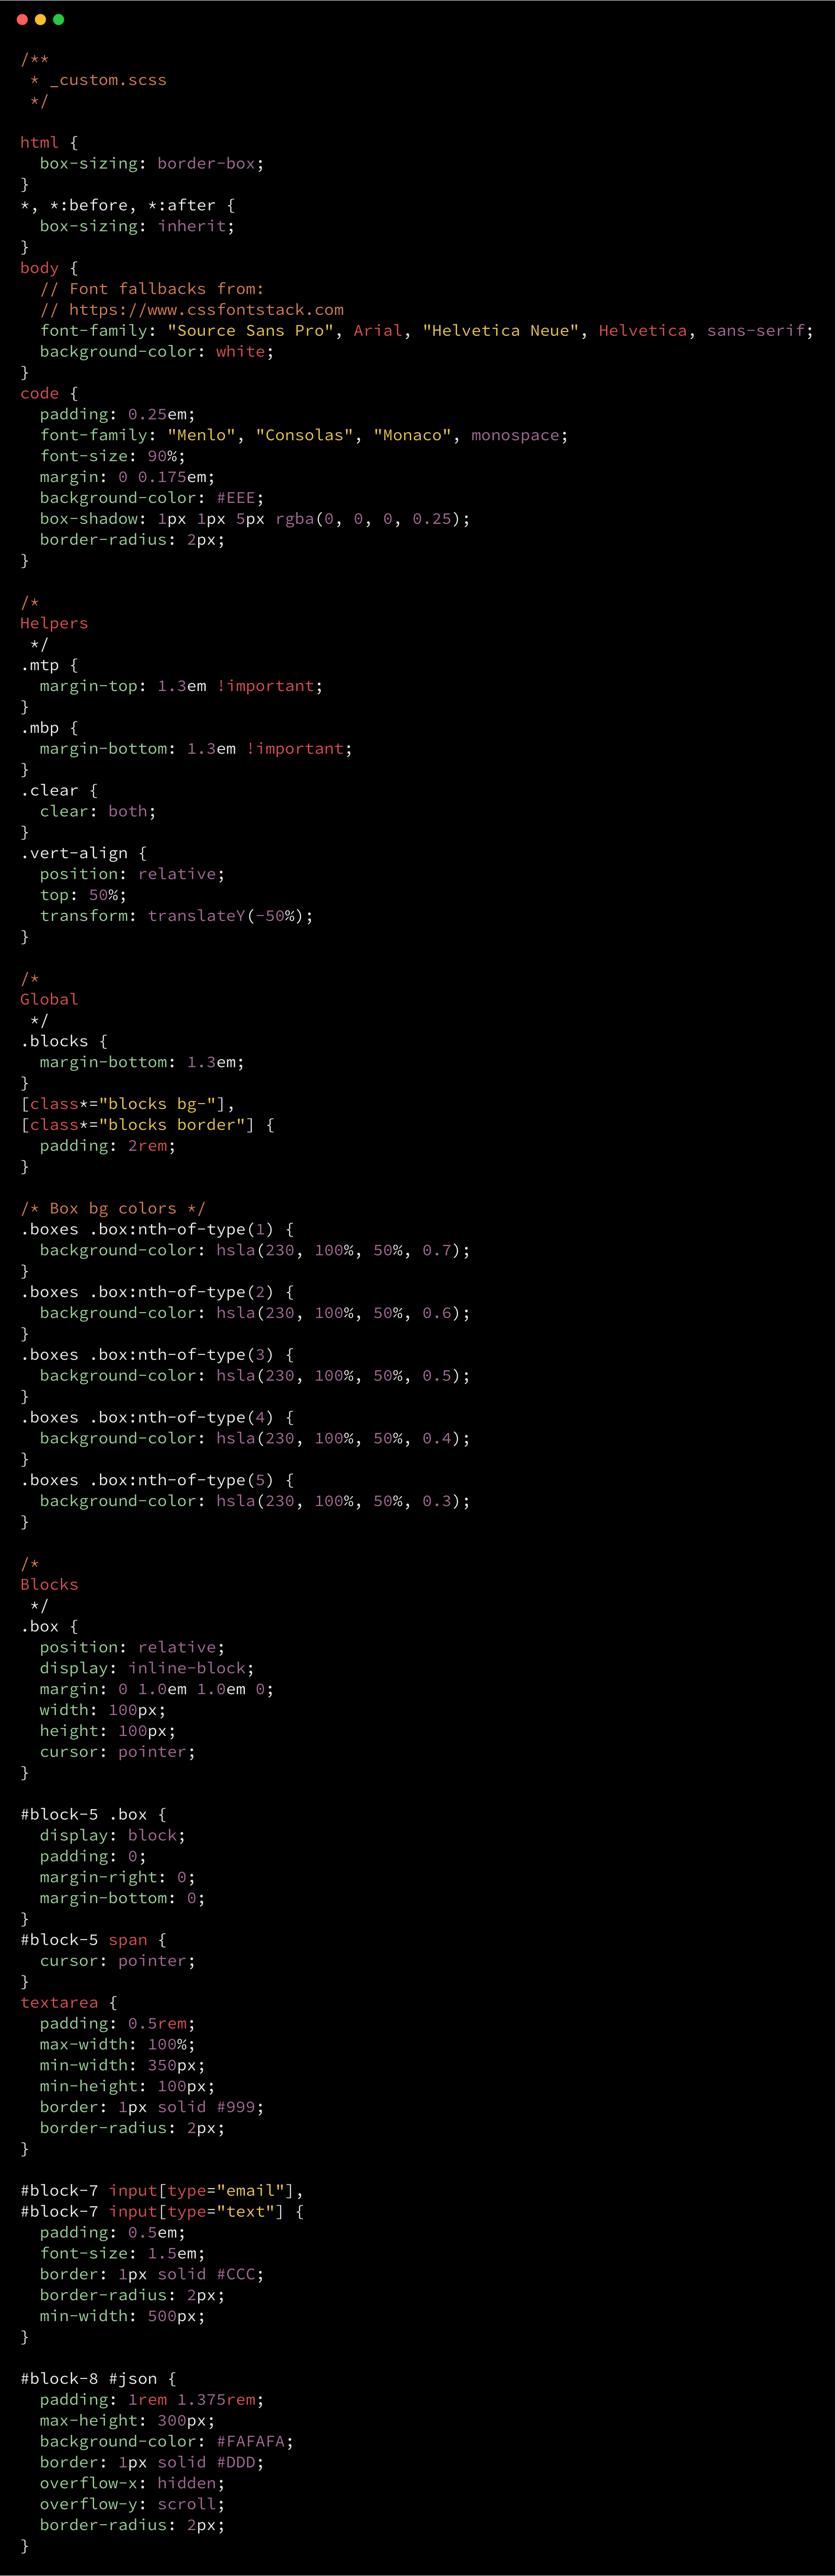 /**
 * _custom.scss
 */

html {
  box-sizing: border-box;
}
*, *:before, *:after {
  box-sizing: inherit;
}
body {
  // Font fallbacks from:
  // https://www.cssfontstack.com
  font-family: "Source Sans Pro", Arial, "Helvetica Neue", Helvetica, sans-serif;
  background-color: white;
}
code {
  padding: 0.25em;
  font-family: "Menlo", "Consolas", "Monaco", monospace;
  font-size: 90%;
  margin: 0 0.175em;
  background-color: #EEE;
  box-shadow: 1px 1px 5px rgba(0, 0, 0, 0.25);
  border-radius: 2px;
}

/*
Helpers
 */
.mtp {
  margin-top: 1.3em !important;
}
.mbp {
  margin-bottom: 1.3em !important;
}
.clear {
  clear: both;
}
.vert-align {
  position: relative;
  top: 50%;
  transform: translateY(-50%);
}

/*
Global
 */
.blocks {
  margin-bottom: 1.3em;
}
[class*="blocks bg-"],
[class*="blocks border"] {
  padding: 2rem;
}

/* Box bg colors */
.boxes .box:nth-of-type(1) {
  background-color: hsla(230, 100%, 50%, 0.7);
}
.boxes .box:nth-of-type(2) {
  background-color: hsla(230, 100%, 50%, 0.6);
}
.boxes .box:nth-of-type(3) {
  background-color: hsla(230, 100%, 50%, 0.5);
}
.boxes .box:nth-of-type(4) {
  background-color: hsla(230, 100%, 50%, 0.4);
}
.boxes .box:nth-of-type(5) {
  background-color: hsla(230, 100%, 50%, 0.3);
}

/*
Blocks
 */
.box {
  position: relative;
  display: inline-block;
  margin: 0 1.0em 1.0em 0;
  width: 100px;
  height: 100px;
  cursor: pointer;
}

#block-5 .box {
  display: block;
  padding: 0;
  margin-right: 0;
  margin-bottom: 0;
}
#block-5 span {
  cursor: pointer;
}
textarea {
  padding: 0.5rem;
  max-width: 100%;
  min-width: 350px;
  min-height: 100px;
  border: 1px solid #999;
  border-radius: 2px;
}

#block-7 input[type="email"],
#block-7 input[type="text"] {
  padding: 0.5em;
  font-size: 1.5em;
  border: 1px solid #CCC;
  border-radius: 2px;
  min-width: 500px;
}

#block-8 #json {
  padding: 1rem 1.375rem;
  max-height: 300px;
  background-color: #FAFAFA;
  border: 1px solid #DDD;
  overflow-x: hidden;
  overflow-y: scroll;
  border-radius: 2px;
}